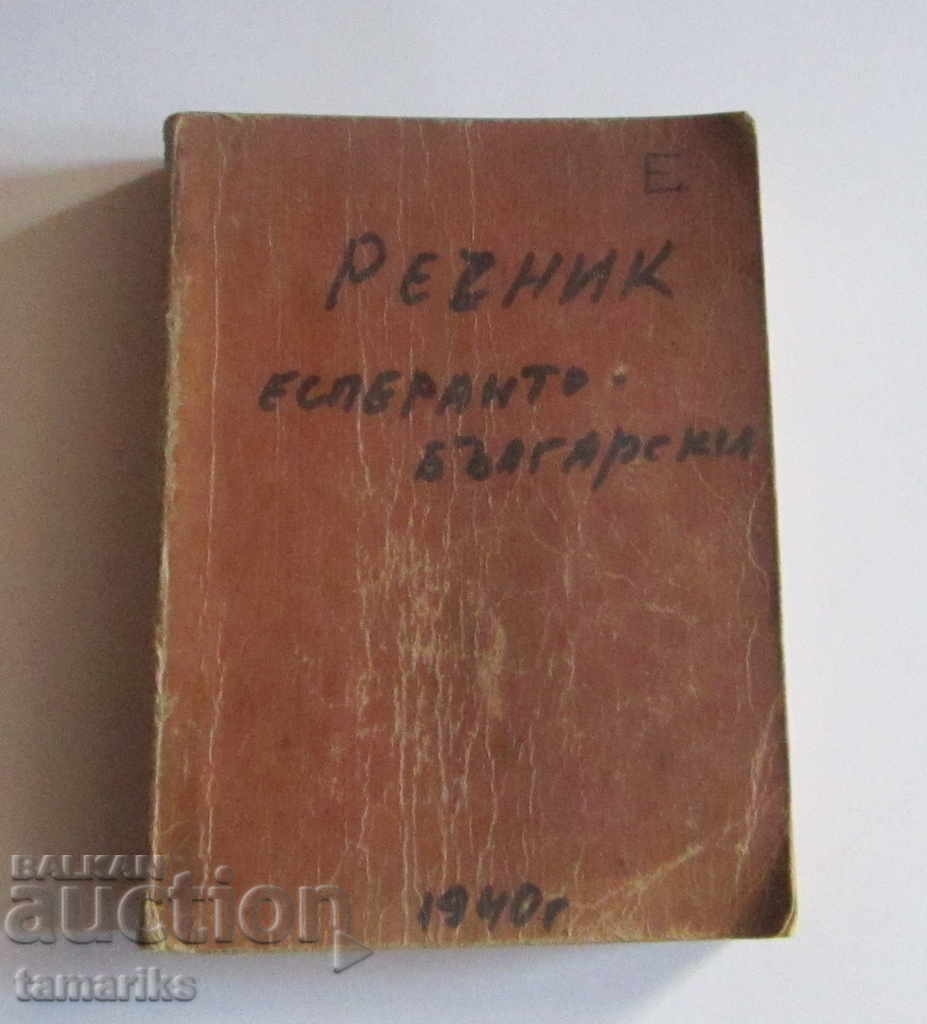 E
РЕЧНИК
ЕСПЕРАНТО-
БЪЛГАРСКИ
1940г
BALKAN
auction
tamariks